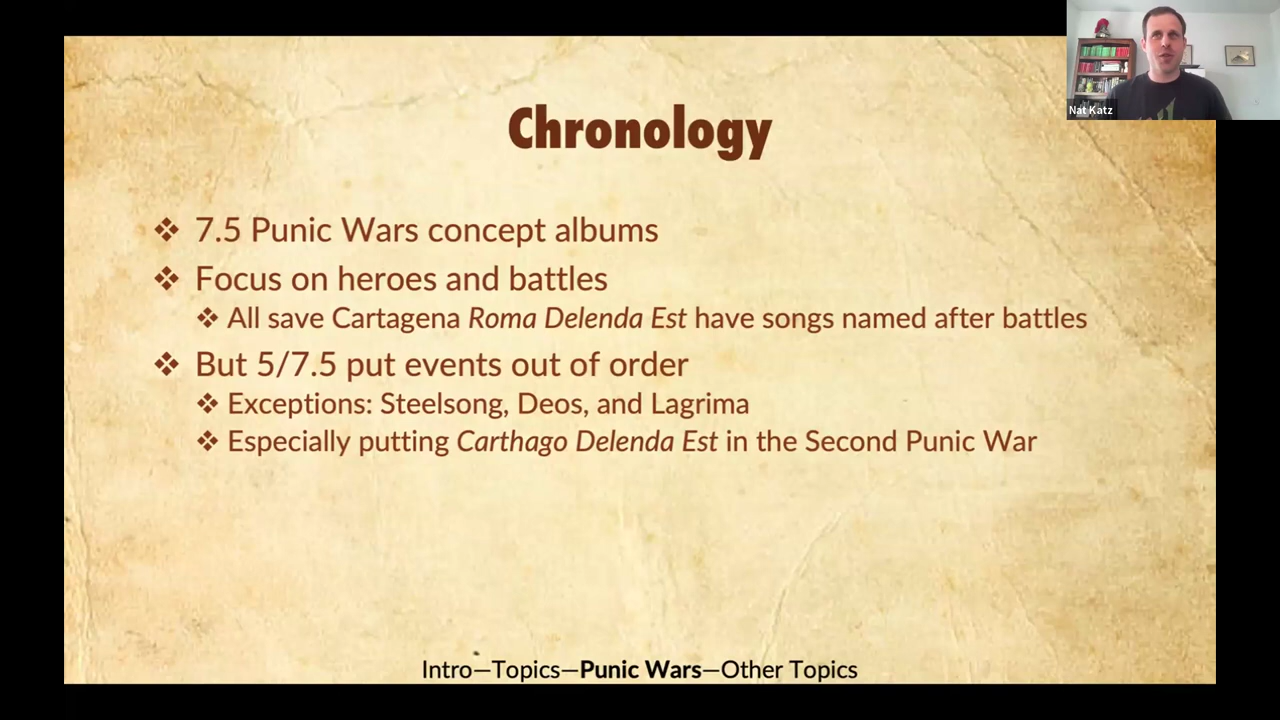 Nat Katz
Chronology
❖ 7.5 Punic Wars concept albums
❖ Focus on heroes and battles
❖ All save Cartagena Roma Delenda Est have songs named after battles
❖ But 5/7.5 put events out of order
❖ Exceptions: Steelsong, Deos, and Lagrima
❖ Especially putting Carthago Delenda Est in the Second Punic War
Intro—Topics—Punic Wars—Other Topics